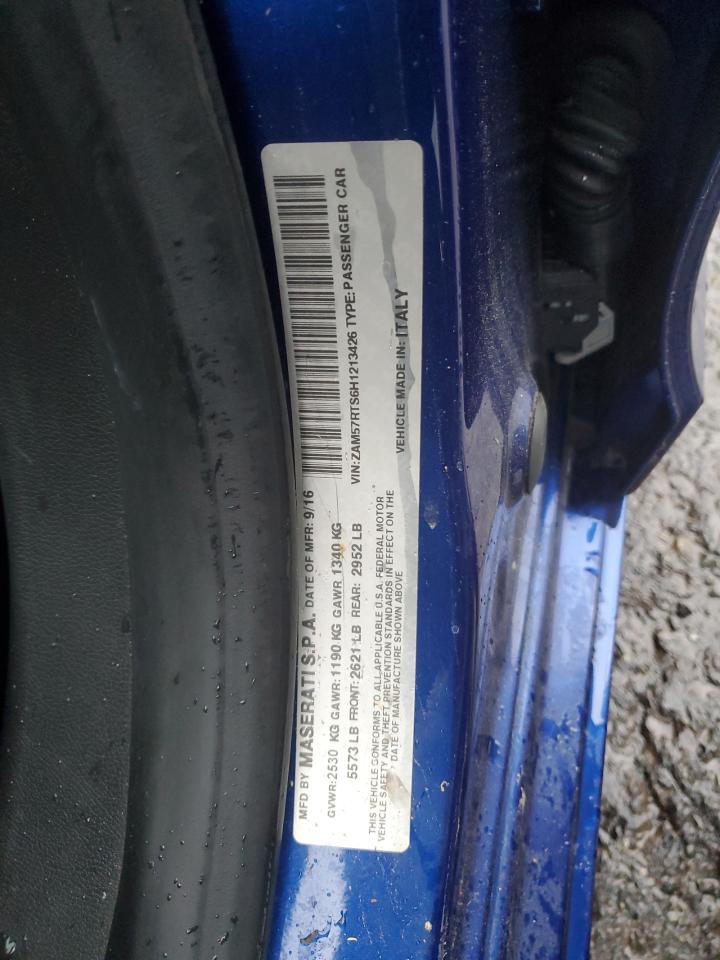 MFD BY MASERATI S.P.A. DATE OF MFR: 9/16
GVWR: 2530 KG GAWR: 1190 KG GAWR 1340 KG
5573 LB FRONT: 2621 LB REAR: 2952 LB
VIN: ZAM57RTS6H1213426 TYPE: PASSENGER CAR
THIS VEHICLE CONFORMS TO ALL APPLICABLE U.S.A. FEDERAL MOTOR
VEHICLE SAFETY AND THEFT PREVENTION STANDARDS IN EFFECT ON THE
DATE OF MANUFACTURE SHOWN ABOVE
VEHICLE MADE IN: ITALY